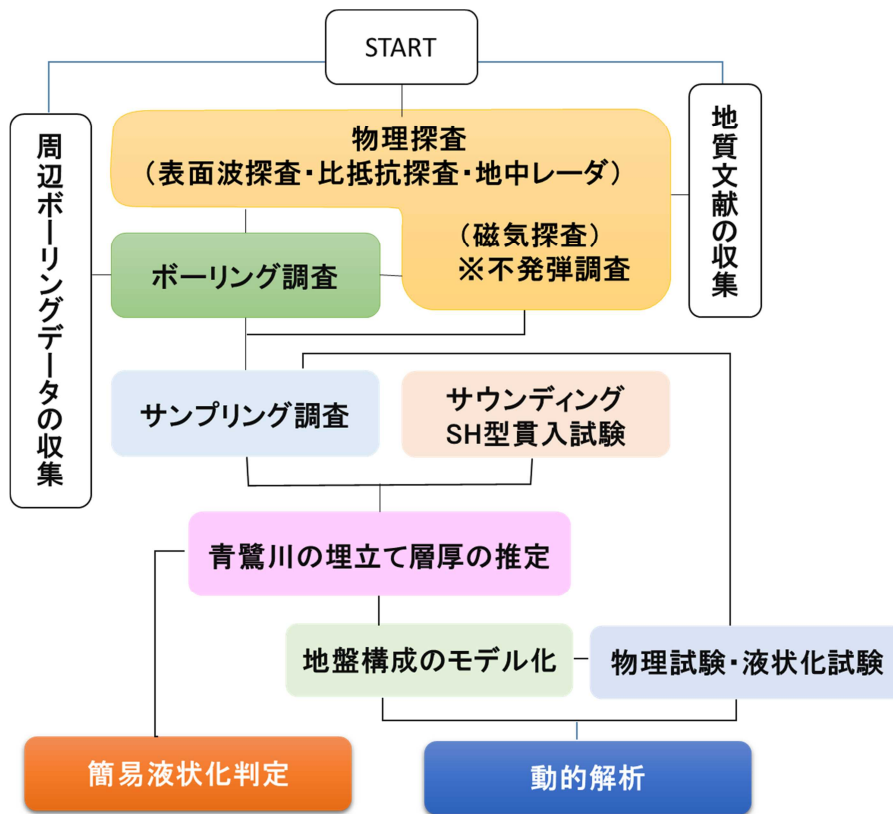 START
周辺ボーリングデータの収集
物理探査
（表面波探査・比抵抗探査・地中レーダ）
（磁気探査）
※不発弾調査
地質文献の収集
ボーリング調査
サンプリング調査
サウンディング
SH型貫入試験
青鷺川の埋立て層厚の推定
地盤構成のモデル化
物理試験・液状化試験
簡易液状化判定
動的解析